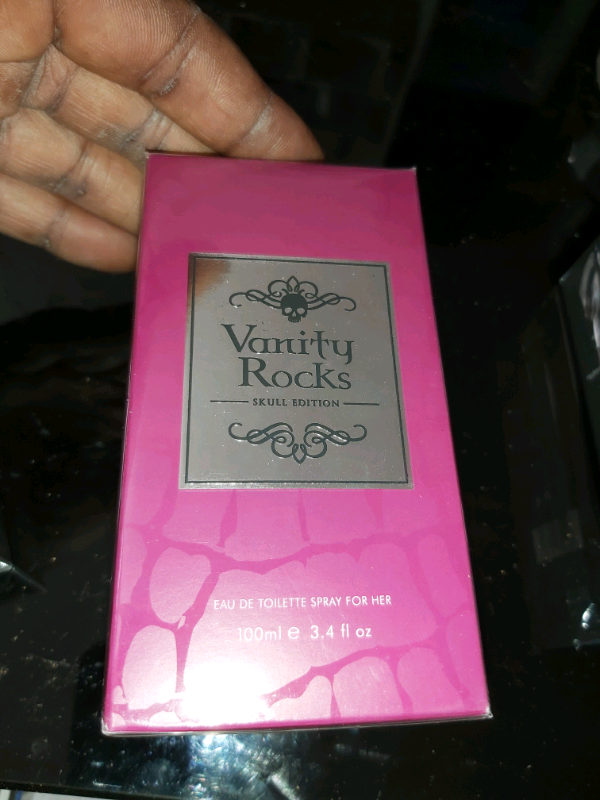 Vanity
Rocks
SKULL EDITION
EAU DE TOILETTE SPRAY FOR HER
100ml e 3.4 fl oz